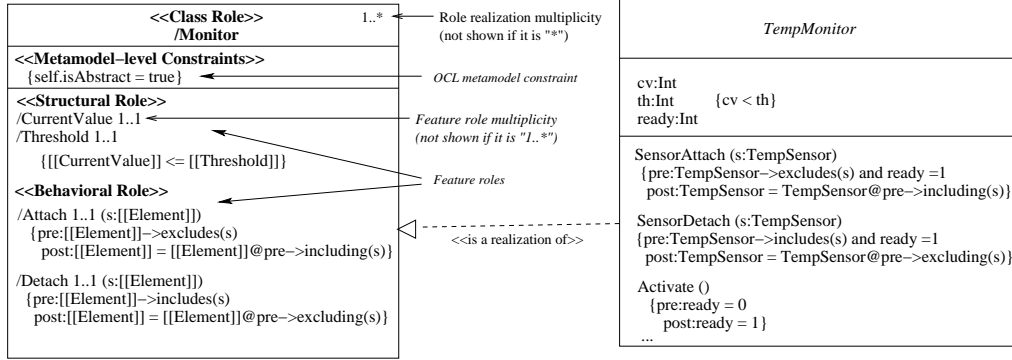 <<Class Role>> 1..*
/Monitor
<<Metamodel−level Constraints>>
{self.isAbstract = true}
<<Structural Role>>
/CurrentValue 1..1
/Threshold 1..1
{[[CurrentValue]] <= [[Threshold]]}
<<Behavioral Role>>
/Attach 1..1 (s:[[Element]])
{pre:[[Element]]−>excludes(s)
post:[[Element]] = [[Element]]@pre−>including(s)}
/Detach 1..1 (s:[[Element]])
{pre:[[Element]]−>includes(s)
post:[[Element]] = [[Element]]@pre−>excluding(s)}
Role realization multiplicity
(not shown if it is "*")
OCL metamodel constraint
Feature role multiplicity
(not shown if it is "1..*")
Feature roles
<<is a realization of>>
TempMonitor
cv:Int
th:Int {cv < th}
ready:Int
SensorAttach (s:TempSensor)
{pre:TempSensor−>excludes(s) and ready =1
post:TempSensor = TempSensor@pre−>including(s)}
SensorDetach (s:TempSensor)
{pre:TempSensor−>includes(s) and ready =1
post:TempSensor = TempSensor@pre−>excluding(s)}
Activate ()
{pre:ready = 0
post:ready = 1}
...